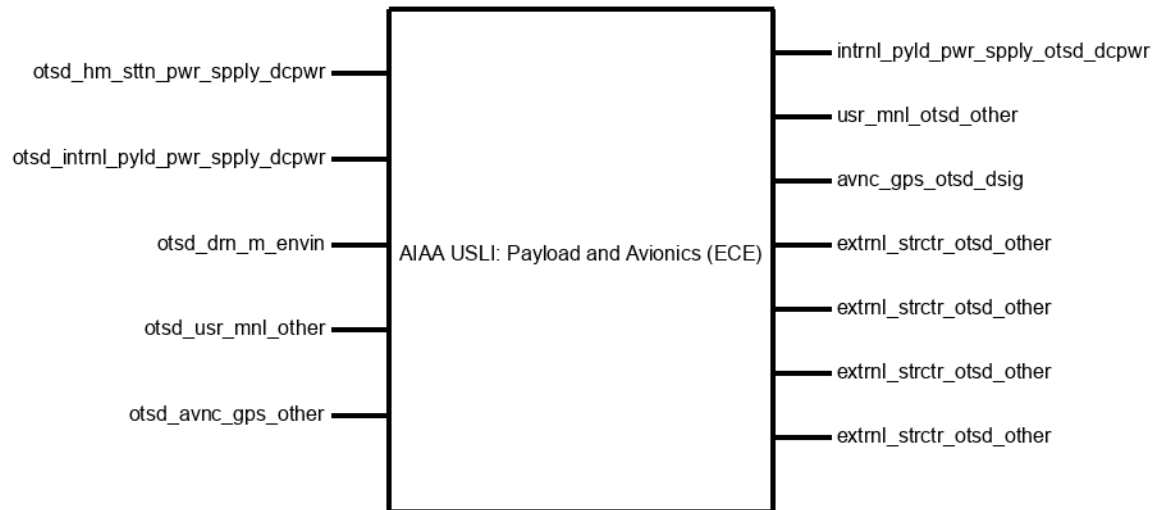 otsd_hm_sttn_pwr_spply_dcpwr
otsd_intrnl_pyld_pwr_spply_dcpwr
otsd_drn_m_envin
otsd_usr_mnl_other
otsd_avnc_gps_other
AIAA USLI: Payload and Avionics (ECE)
intrnl_pyld_pwr_spply_otsd_dcpwr
usr_mnl_otsd_other
avnc_gps_otsd_dsig
extrnl_strctr_otsd_other
extrnl_strctr_otsd_other
extrnl_strctr_otsd_other
extrnl_strctr_otsd_other